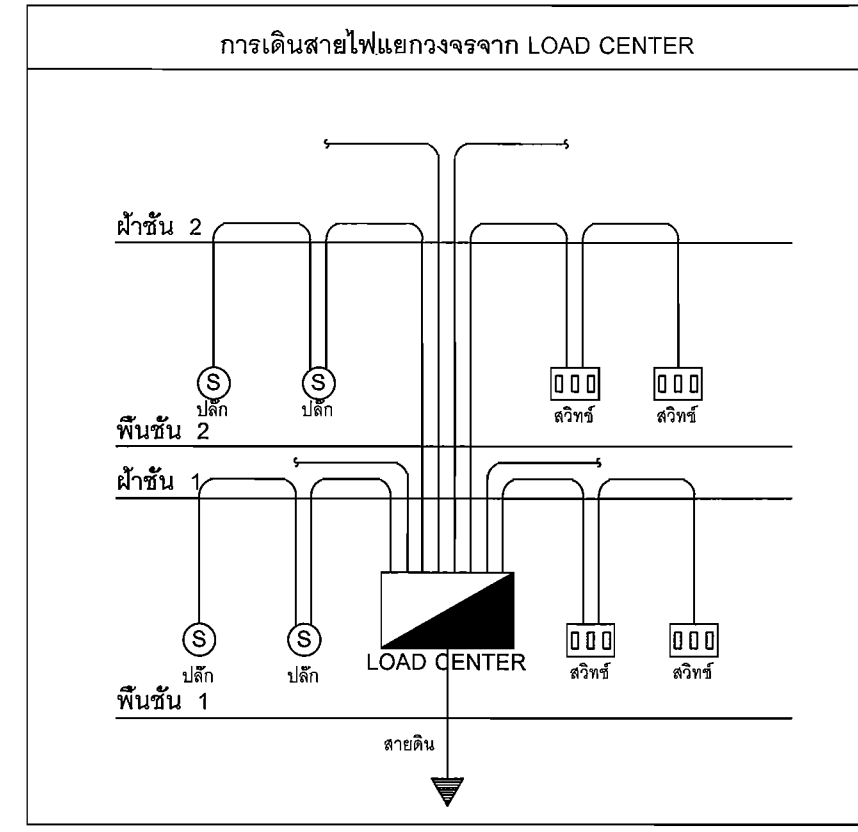 การเดินสายไฟแยกวงจรจาก LOAD CENTER
ฝ้าชั้น 2
S S
ปลั๊ก ปลั๊ก สวิทช์ สวิทช์
พื้นชั้น 2
ฝ้าชั้น 1
S S
LOAD CENTER
ปลั๊ก ปลั๊ก สวิทช์ สวิทช์
พื้นชั้น 1
สายดิน